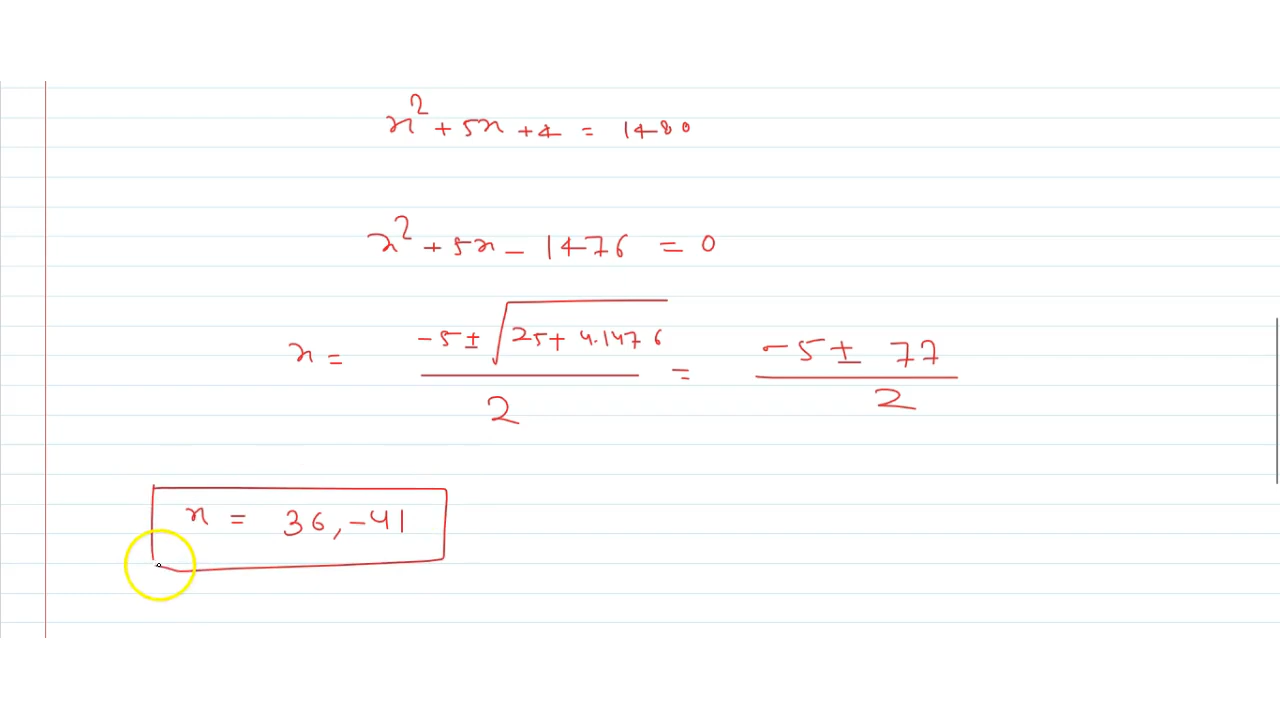 x² + 5x + 4 = 1480
x² + 5x - 1476 = 0
x = (-5 ± √(25 + 4.1476)) / 2 = (-5 ± 77) / 2
x = 36, -41